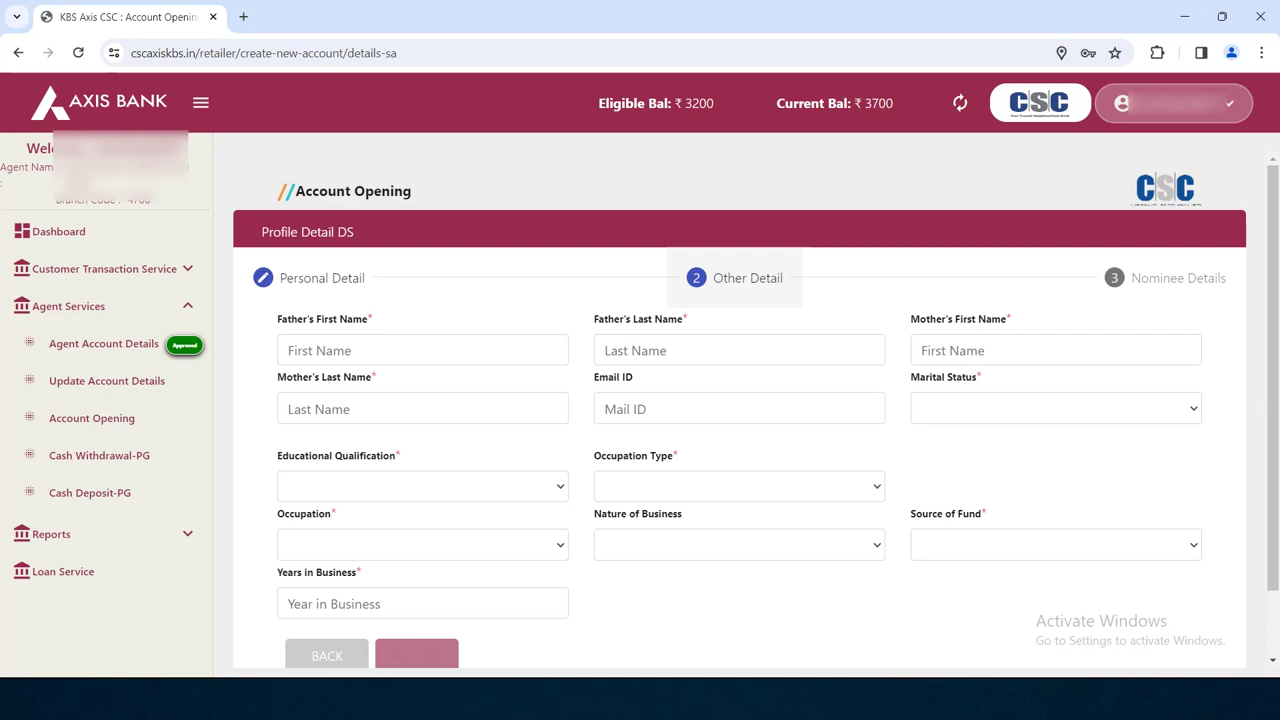 KBS Axis CSC : Account Opening
cscaxiskbs.in/retailer/create-new-account/details-sa
AXIS BANK
Eligible Bal: ₹ 3200
Current Bal: ₹ 3700
CSC
Agent Name
:
Branch Code : 4760
Dashboard
Customer Transaction Service
Agent Services
Agent Account Details
Approved
Update Account Details
Account Opening
Cash Withdrawal-PG
Cash Deposit-PG
Reports
Loan Service
//Account Opening
CSC
Profile Detail DS
Personal Detail
2 Other Detail
3 Nominee Details
Father's First Name* Father's Last Name* Mother's First Name*
First Name Last Name First Name
Mother's Last Name* Email ID Marital Status*
Last Name Mail ID
Educational Qualification* Occupation Type*
Occupation* Nature of Business Source of Fund*
Years in Business*
Year in Business
Activate Windows
Go to Settings to activate Windows.
BACK